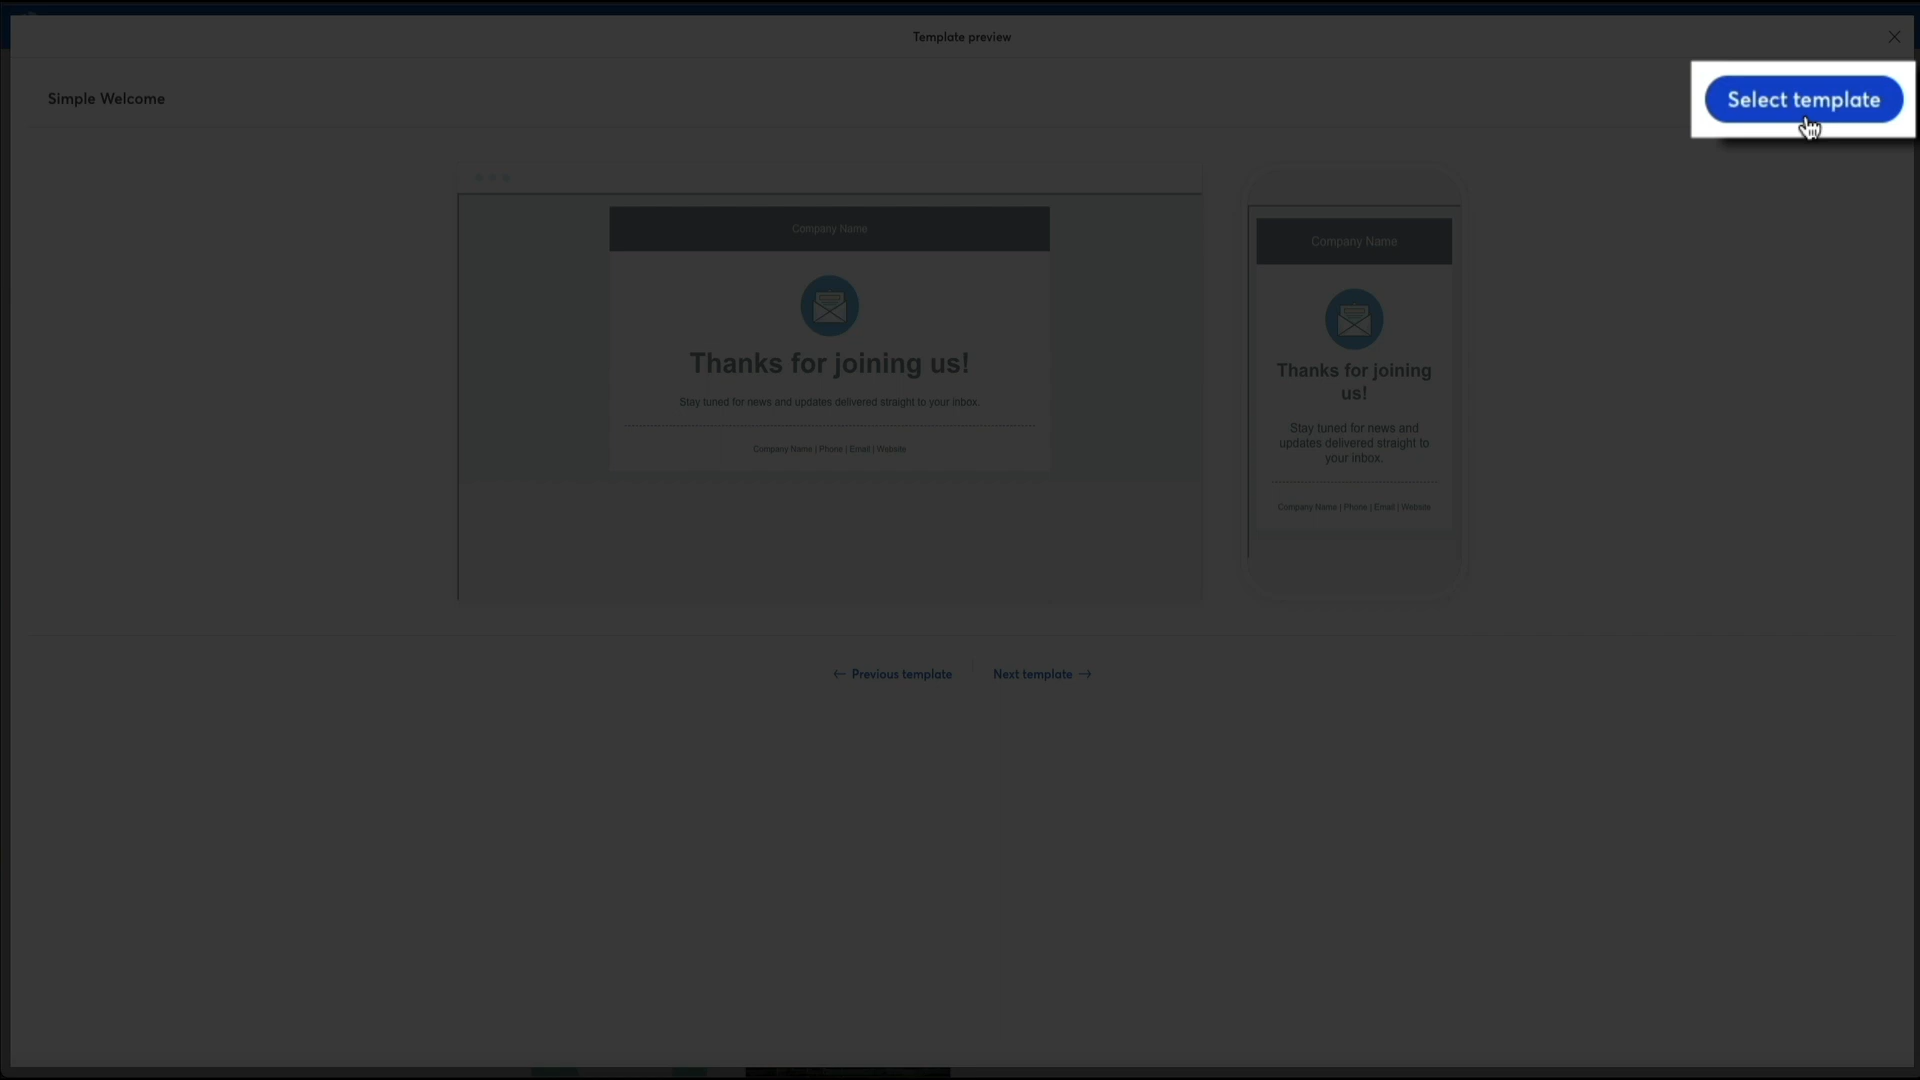 Template preview
Simple Welcome
Select template
Company Name
Thanks for joining us!
Stay tuned for news and updates delivered straight to your inbox.
Company Name | Phone | Email | Website
Company Name
Thanks for joining
us!
Stay tuned for news and
updates delivered straight to
your inbox.
Company Name | Phone | Email | Website
← Previous template
Next template →